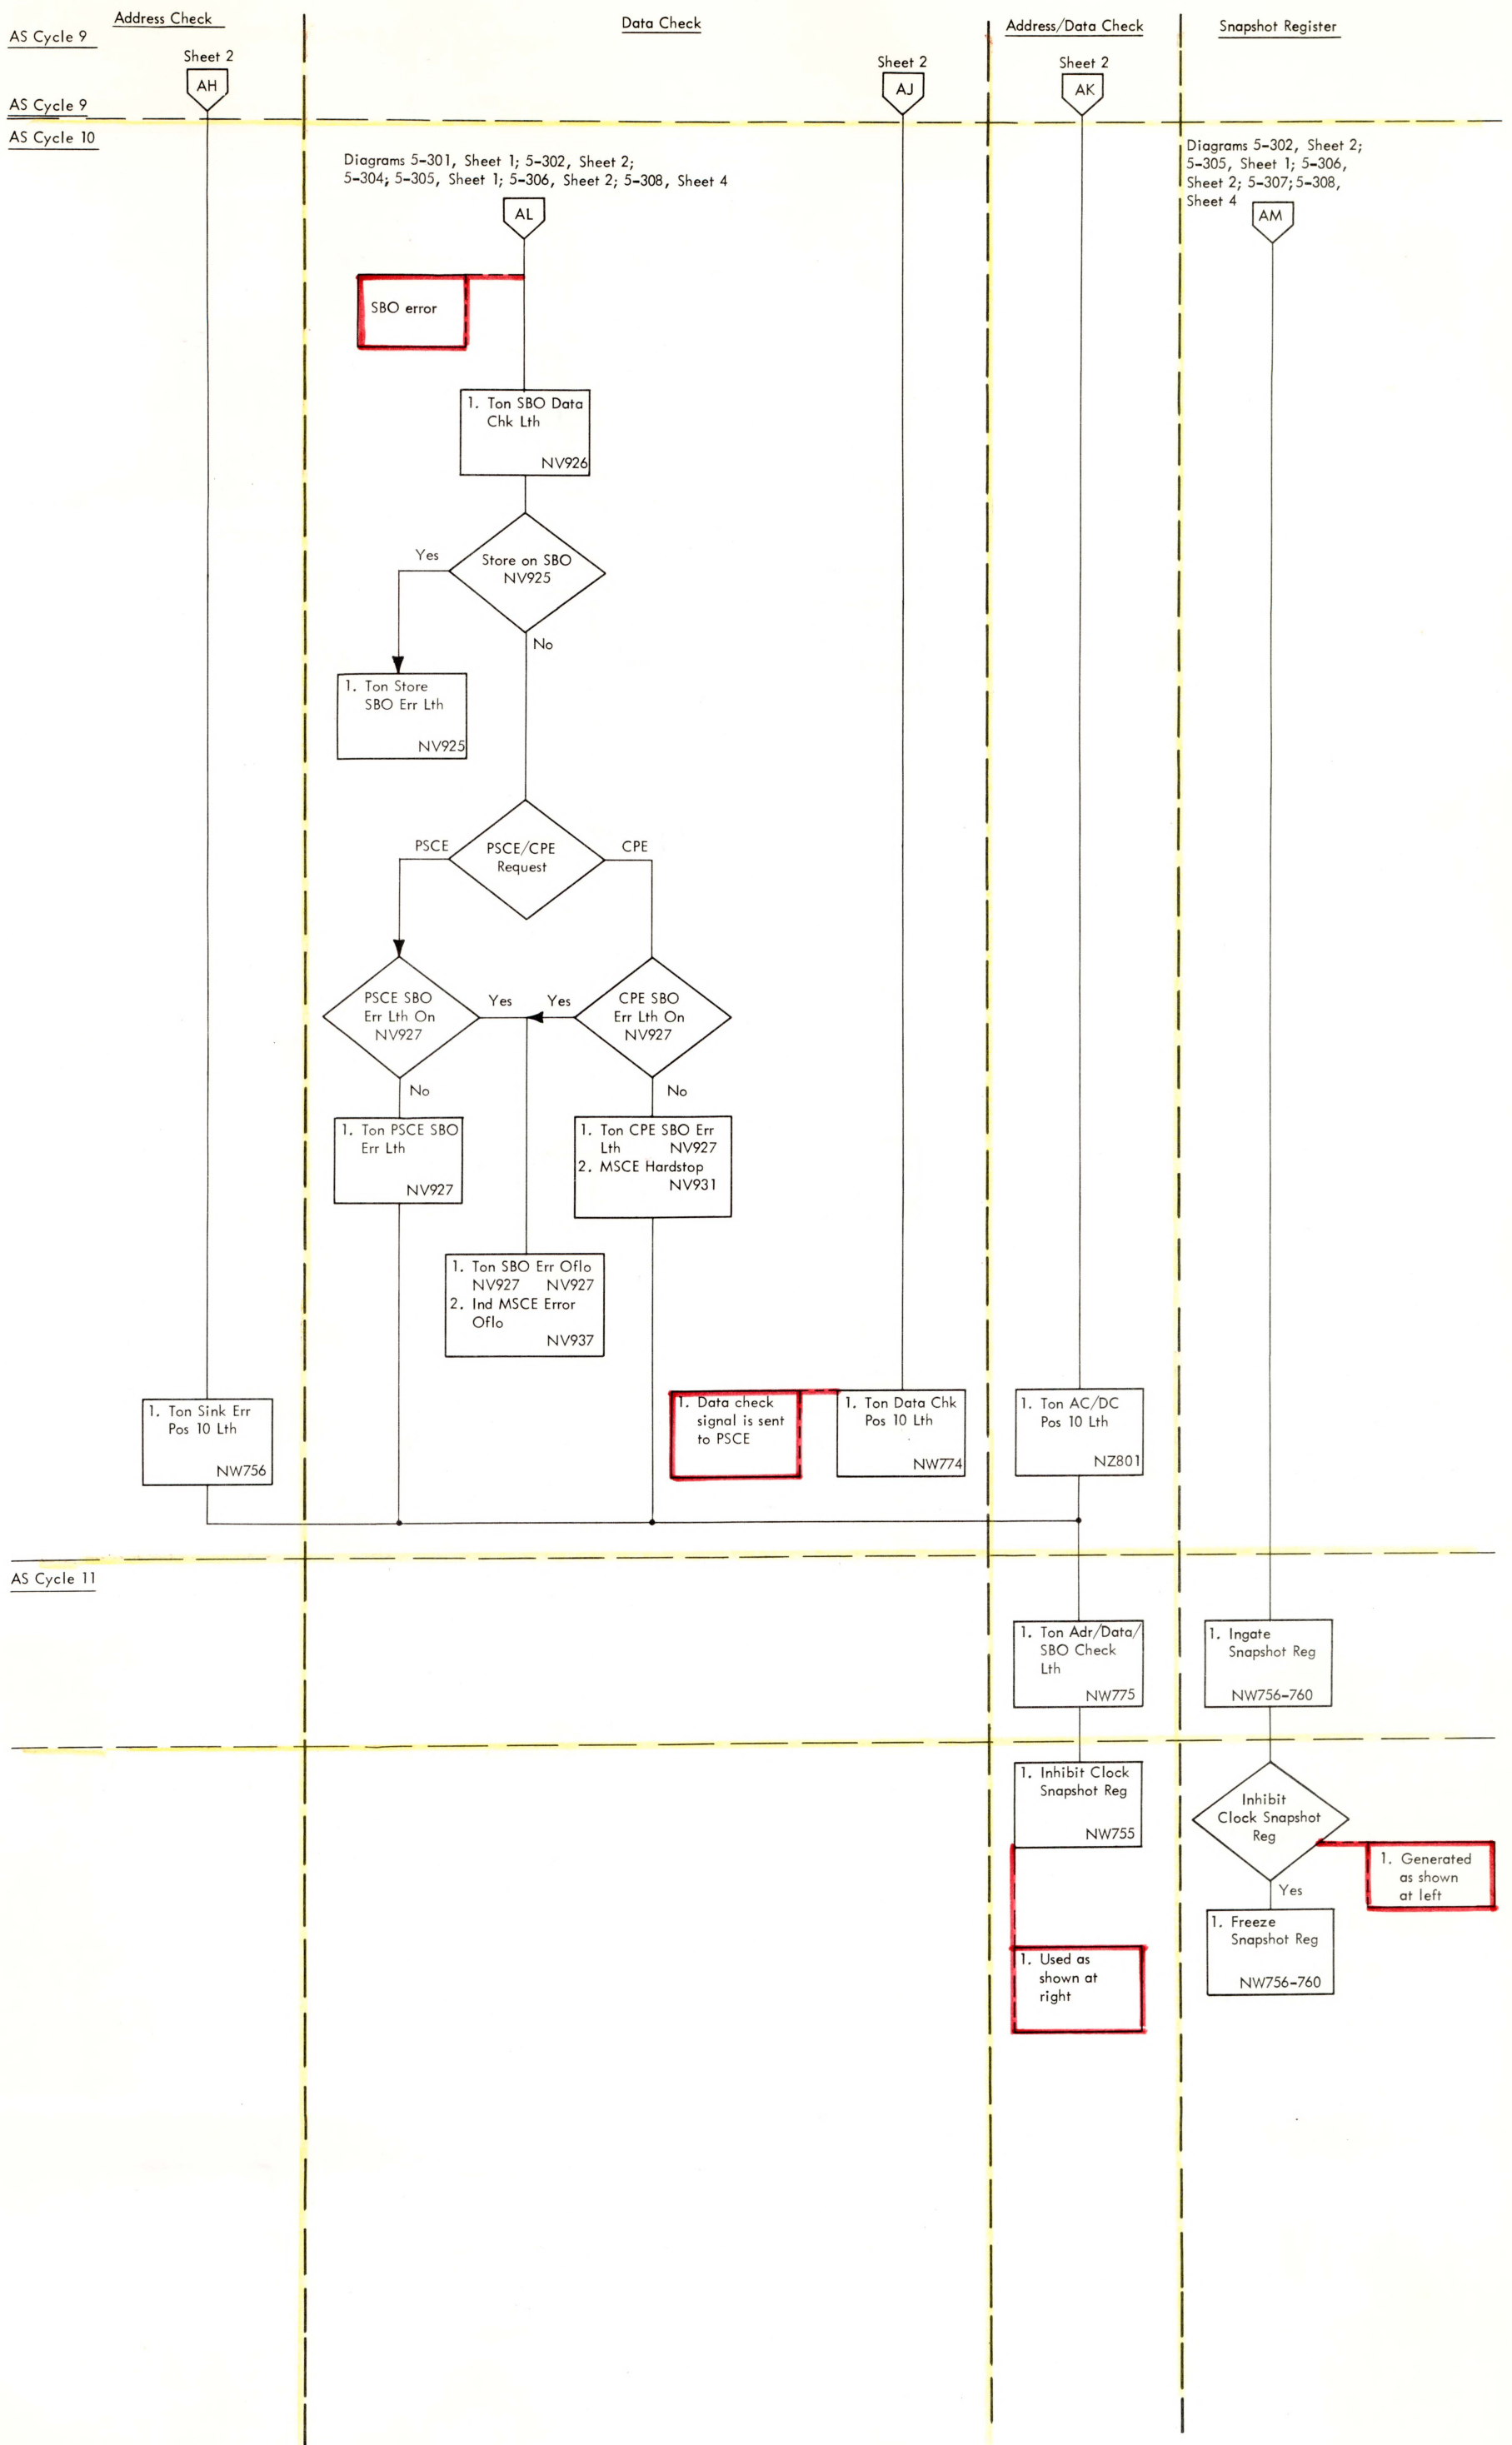 Address Check
Data Check
Address/Data Check
Snapshot Register
AS Cycle 9
Sheet 2
AH
Sheet 2
AJ
Sheet 2
AK
AS Cycle 9
AS Cycle 10
Diagrams 5-301, Sheet 1; 5-302, Sheet 2;
5-304; 5-305, Sheet 1; 5-306, Sheet 2; 5-308, Sheet 4
AL
Diagrams 5-302, Sheet 2;
5-305, Sheet 1; 5-306,
Sheet 2; 5-307; 5-308,
Sheet 4
AM
SBO error
1. Ton SBO Data
Chk Lth
NV926
Store on SBO
NV925
Yes
No
1. Ton Store
SBO Err Lth
NV925
PSCE
PSCE/CPE
Request
CPE
PSCE SBO
Err Lth On
NV927
Yes
Yes
CPE SBO
Err Lth On
NV927
No
No
1. Ton PSCE SBO
Err Lth
NV927
1. Ton CPE SBO Err
Lth NV927
2. MSCE Hardstop
NV931
1. Ton SBO Err Oflo
NV927 NV927
2. Ind MSCE Error
Oflo
NV937
1. Ton Sink Err
Pos 10 Lth
NW756
1. Data check
signal is sent
to PSCE
1. Ton Data Chk
Pos 10 Lth
NW774
1. Ton AC/DC
Pos 10 Lth
NZ801
AS Cycle 11
1. Ton Adr/Data/
SBO Check
Lth
NW775
1. Ingate
Snapshot Reg
NW756-760
1. Inhibit Clock
Snapshot Reg
NW755
Inhibit
Clock Snapshot
Reg
Yes
1. Generated
as shown
at left
1. Used as
shown at
right
1. Freeze
Snapshot Reg
NW756-760